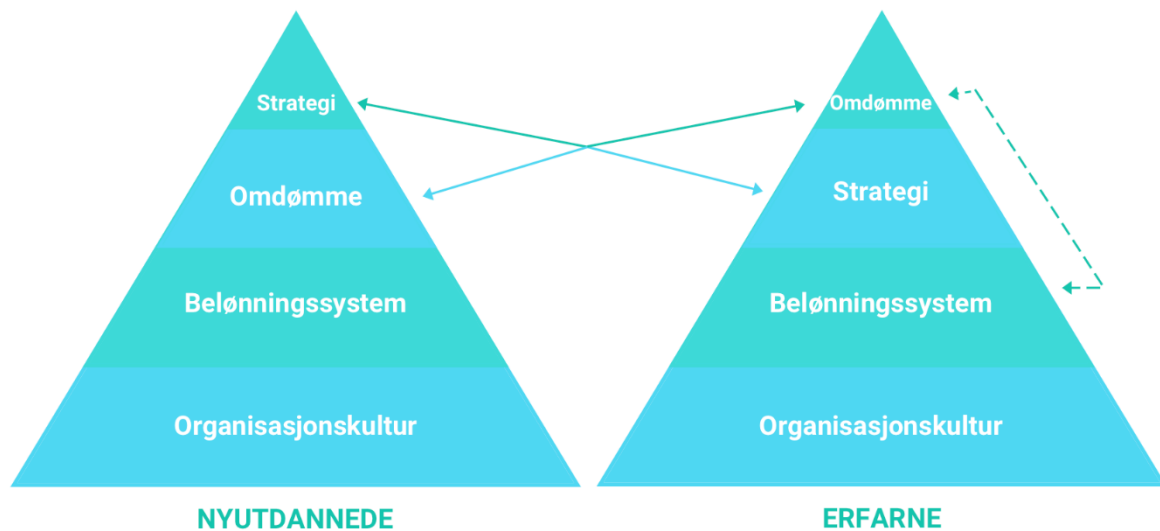 Strategi
Omdømme
Belønningssystem
Organisasjonskultur
NYUTDANNEDE
Omdømme
Strategi
Belønningssystem
Organisasjonskultur
ERFARNE